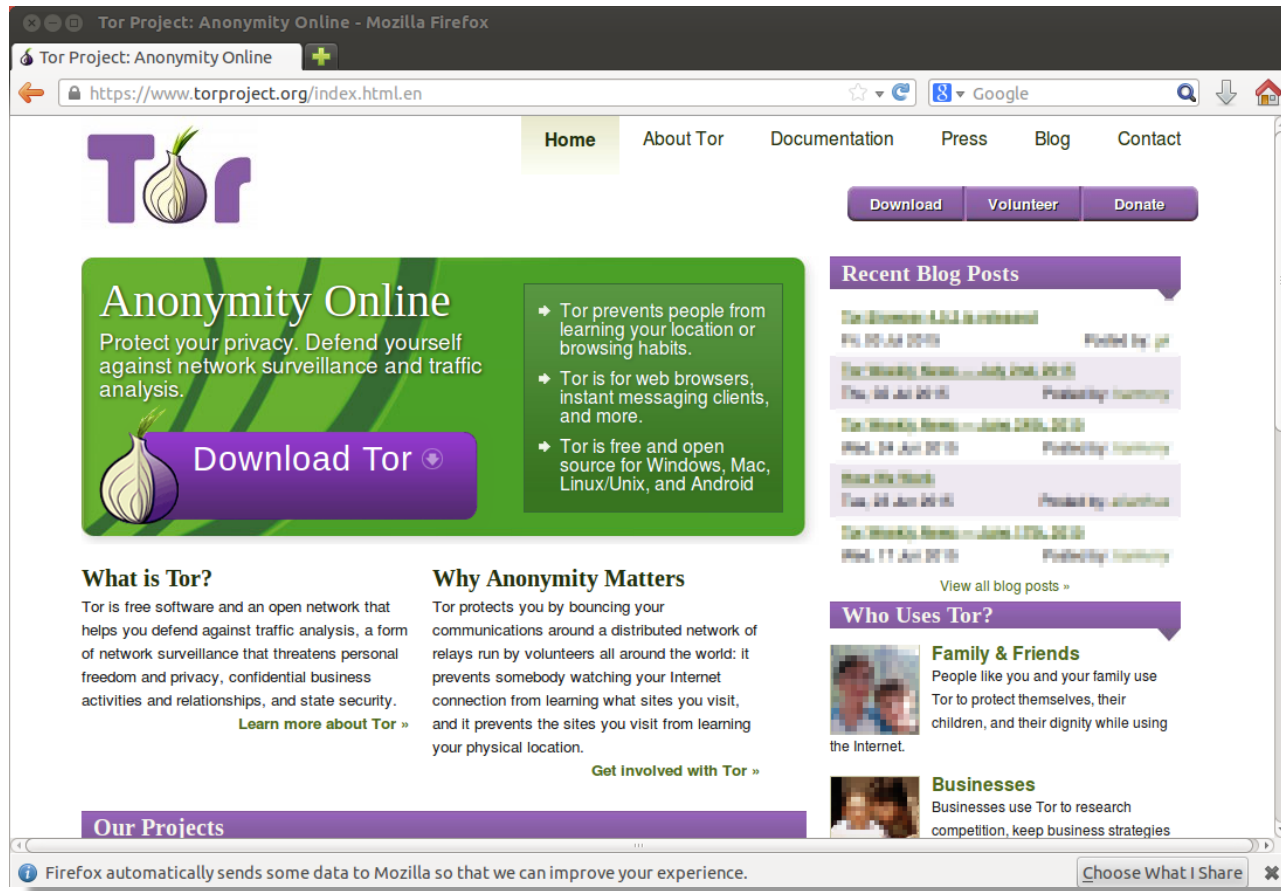 Tor Project: Anonymity Online - Mozilla Firefox
Tor Project: Anonymity Online
https://www.torproject.org/index.html.en
Google
Tor
Home About Tor Documentation Press Blog Contact
Download Volunteer Donate
Anonymity Online
Protect your privacy. Defend yourself
against network surveillance and traffic
analysis.
Download Tor
Tor prevents people from
learning your location or
browsing habits.
Tor is for web browsers,
instant messaging clients,
and more.
Tor is free and open
source for Windows, Mac,
Linux/Unix, and Android
What is Tor?
Tor is free software and an open network that
helps you defend against traffic analysis, a form
of network surveillance that threatens personal
freedom and privacy, confidential business
activities and relationships, and state security.
Learn more about Tor »
Why Anonymity Matters
Tor protects you by bouncing your
communications around a distributed network of
relays run by volunteers all around the world: it
prevents somebody watching your Internet
connection from learning what sites you visit,
and it prevents the sites you visit from learning
your physical location.
Get involved with Tor »
Our Projects
Recent Blog Posts
View all blog posts »
Who Uses Tor?
Family & Friends
People like you and your family use
Tor to protect themselves, their
children, and their dignity while using
the Internet.
Businesses
Businesses use Tor to research
competition, keep business strategies
Firefox automatically sends some data to Mozilla so that we can improve your experience.
Choose What I Share